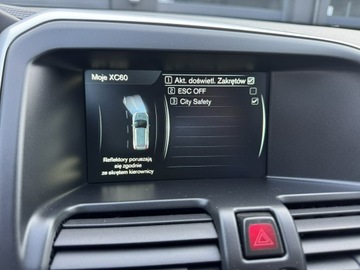 Moje XC60
1 Akt. doświetl. Zakrętów
2 ESC OFF
3 City Safety
Reflektory poruszają
się zgodnie
ze skrętem kierownicy